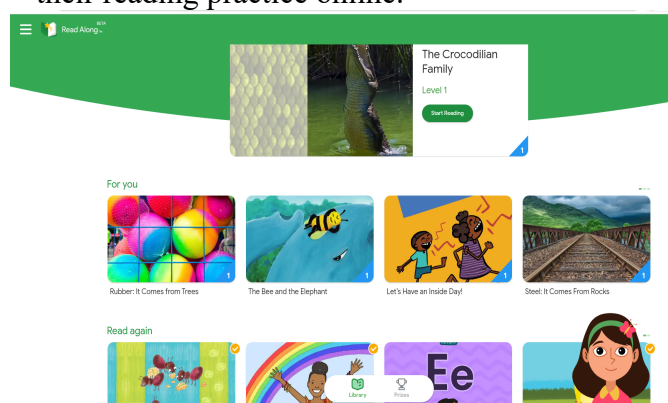 their reading practice online.
Read Along BETA
The Crocodilian
Family
Level 1
Start Reading
1
For you
1
1
1
1
Rubber: It Comes from Trees
The Bee and the Elephant
Let's Have an Inside Day!
Steel: It Comes From Rocks
Read again
Ee
Library
Prizes